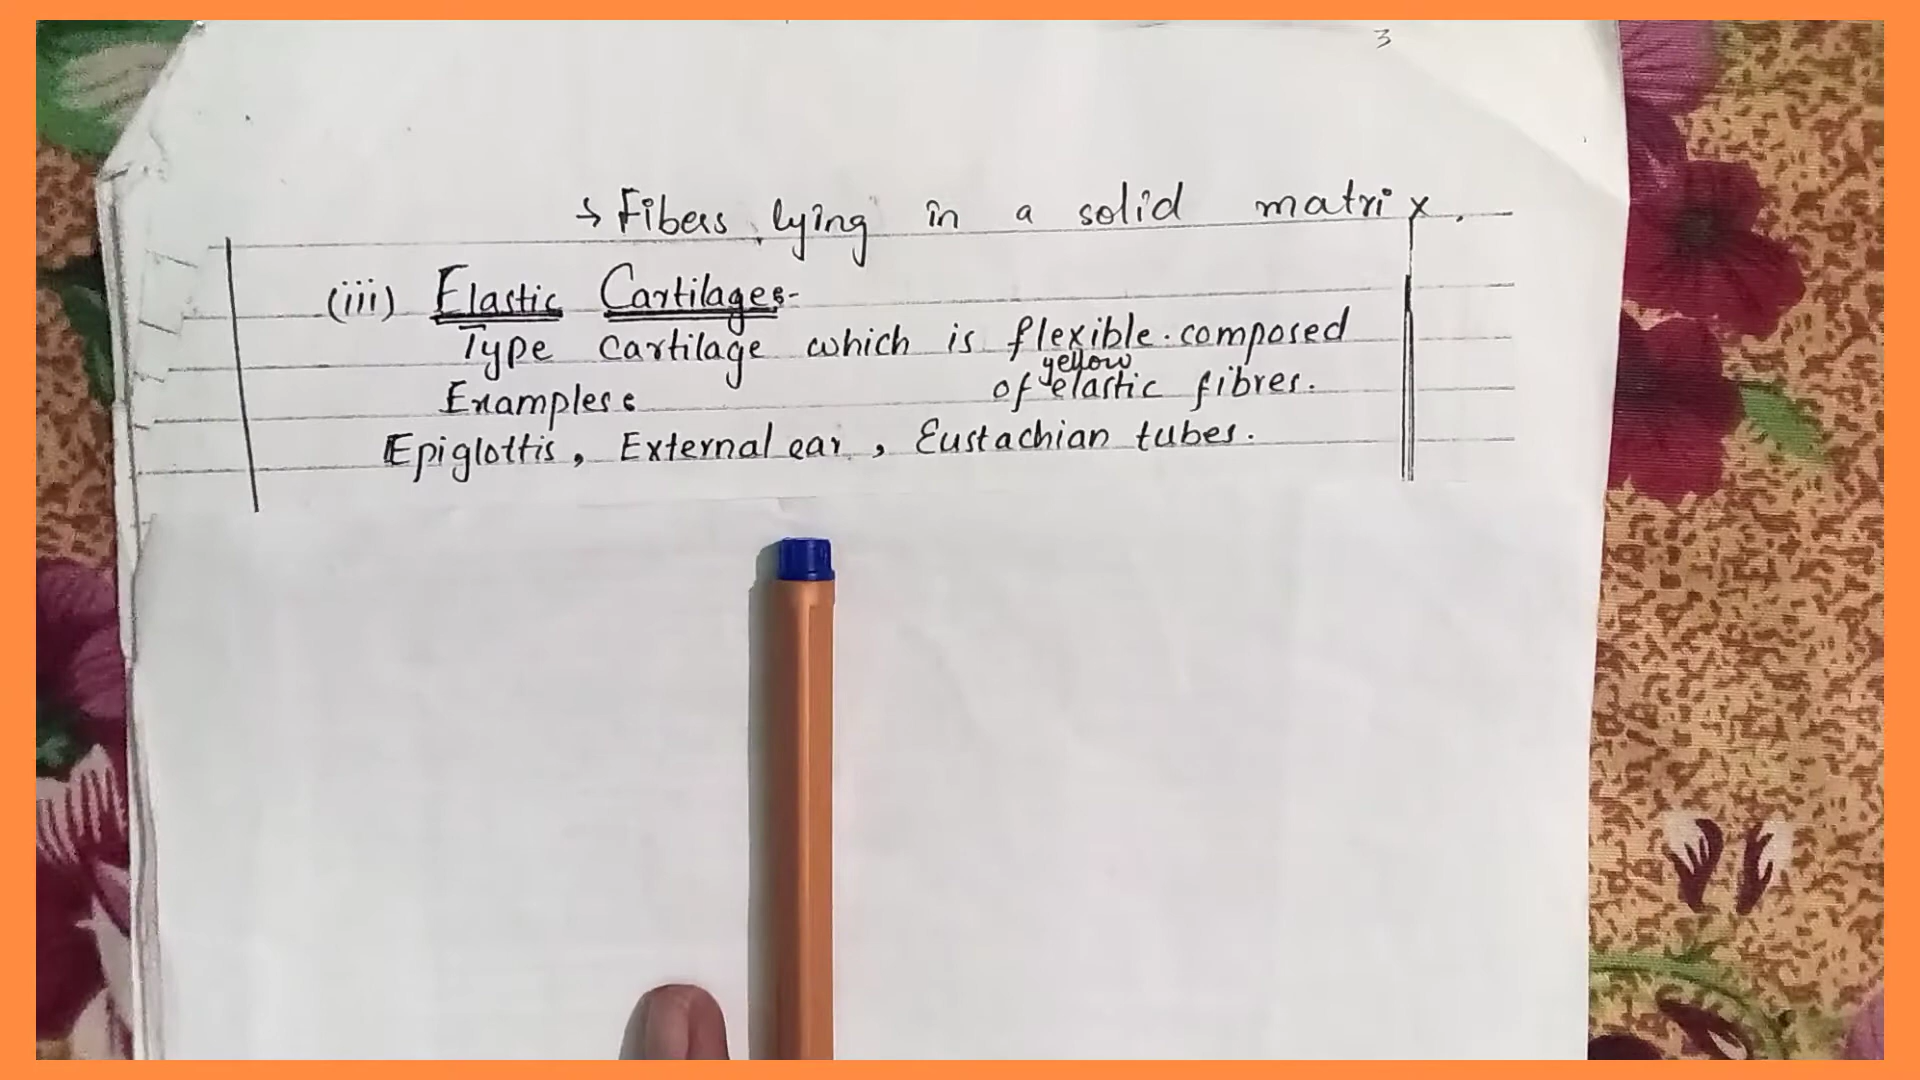 3
→ Fibers lying in a solid matrix.
(iii) Elastic Cartilages-
Type cartilage which is flexible. composed
yellow
Examples: of elastic fibres.
Epiglottis, External ear, Eustachian tubes.